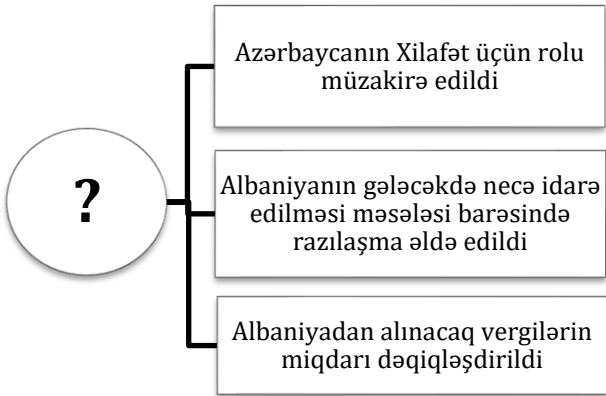 Azərbaycanın Xilafət üçün rolu
müzakirə edildi
?
Albaniyanın gələcəkdə necə idarə
edilməsi məsələsi barəsində
razılaşma əldə edildi
Albaniyadan alınacaq vergilərin
miqdarı dəqiqləşdirildi